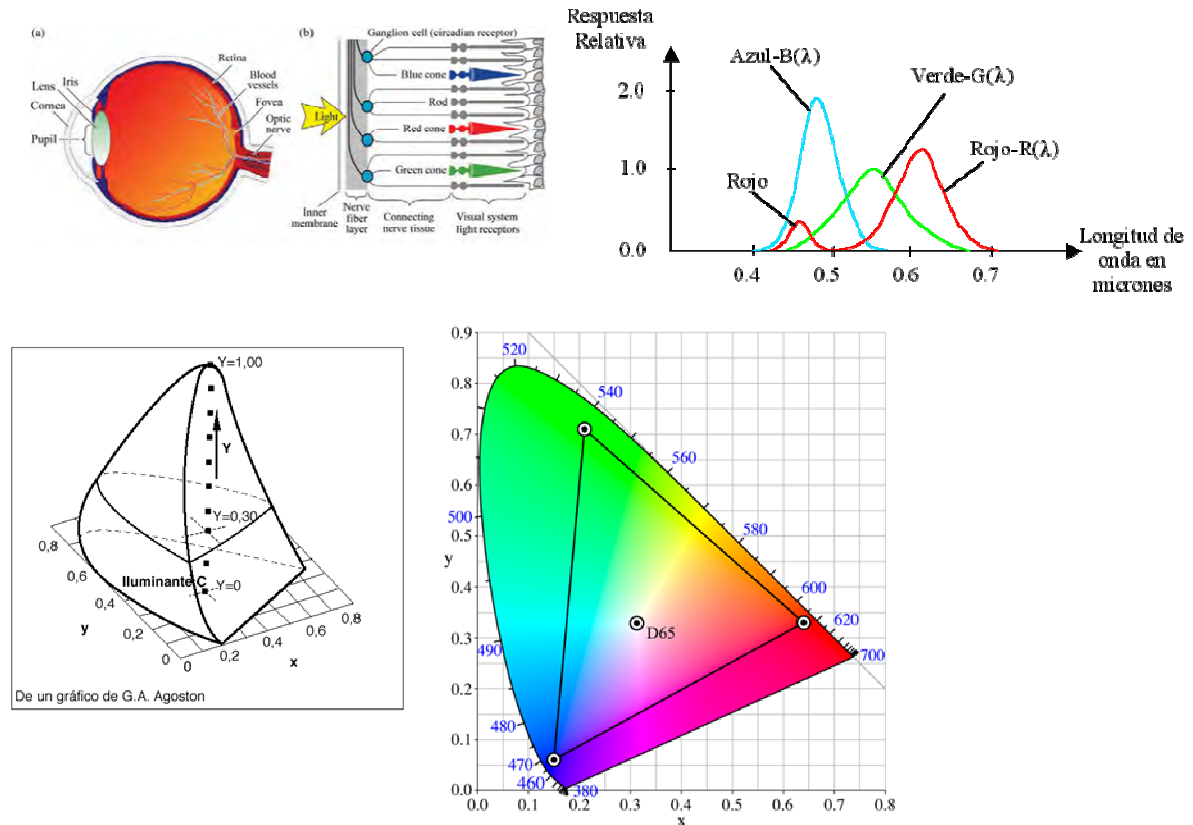 (a)
Retina
Blood
vessels
Fovea
Optic
nerve
Iris
Lens
Cornea
Pupil
(b)
Ganglion cell (circadian receptor)
Blue cone
Rod
Light
Red cone
Green cone
Inner
membrane
Nerve
fiber
layer
Connecting
nerve tissue
Visual system
light receptors
Respuesta
Relativa
Azul-B(λ)
Verde-G(λ)
Rojo-R(λ)
Rojo
2.0
1.0
0.0
0.4 0.5 0.6 0.7
Longitud de
onda en
micrones
Y=1,00
Y
Y=0,30
Iluminante C
Y=0
0,8
0,6
0,4
0,2
0
y
0
0,2
0,4
0,6
0,8
x
De un gráfico de G.A. Agoston
0.9
0.8
0.7
0.6
0.5
0.4
0.3
0.2
0.1
0.0
y
520
540
560
580
600
620
700
500
490
480
470
460
380
D65
0.0 0.1 0.2 0.3 0.4 0.5 0.6 0.7 0.8
x